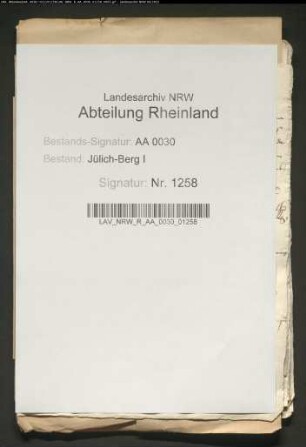 Landesarchiv NRW
Abteilung Rheinland
Bestands-Signatur: AA 0030
Bestand: Jülich-Berg I
Signatur: Nr. 1258
LAV_NRW_R_AA_0030_01258